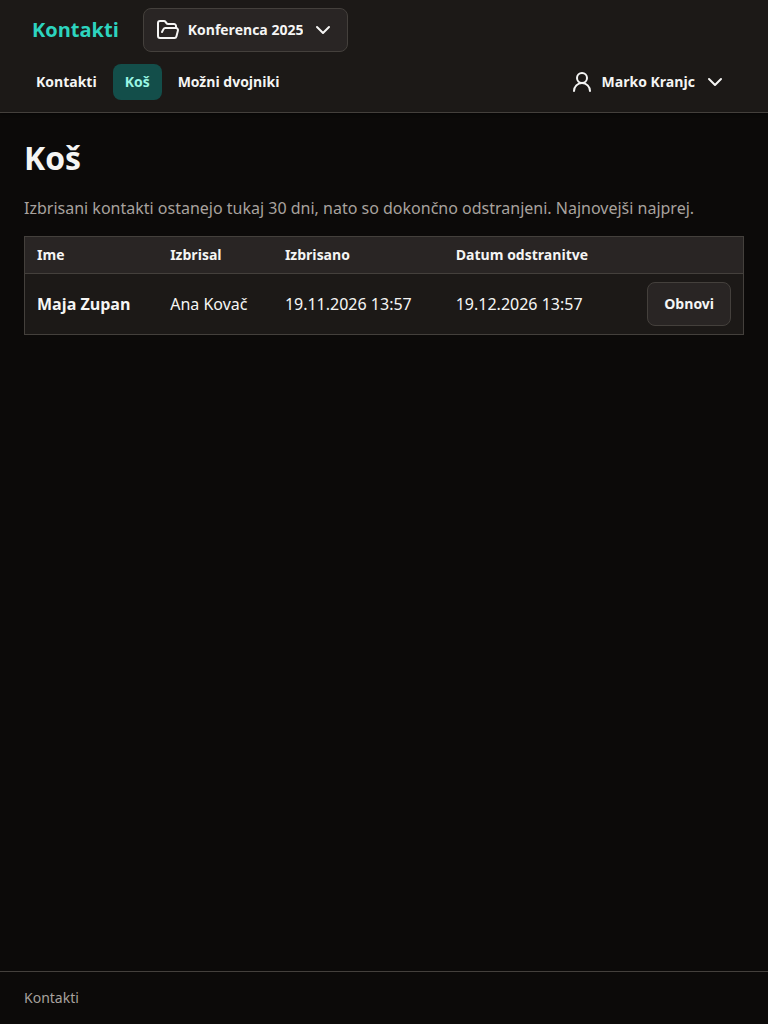 Kontakti
Konferenca 2025
Kontakti Koš Možni dvojniki Marko Kranjc
Koš
Izbrisani kontakti ostanejo tukaj 30 dni, nato so dokončno odstranjeni. Najnovejši najprej.
Ime Izbrisal Izbrisano Datum odstranitve
Maja Zupan Ana Kovač 19.11.2026 13:57 19.12.2026 13:57 Obnovi
Kontakti